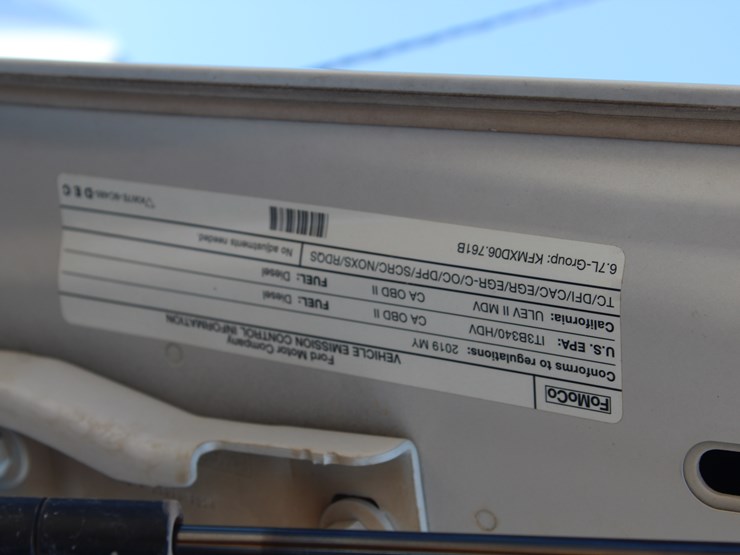 FoMoCo
Ford Motor Company
VEHICLE EMISSION CONTROL INFORMATION
Conforms to regulations: 2019 MY
U.S. EPA: IT3B340/HDV CA OBD II FUEL: Diesel
California: ULEV II MDV CA OBD II FUEL: Diesel
TC/DFI/CAC/EGR/EGR-C/OC/DPF/SCRC/NOXS/RDQS No adjustments needed.
6.7L-Group: KFMXD06.761B DEC